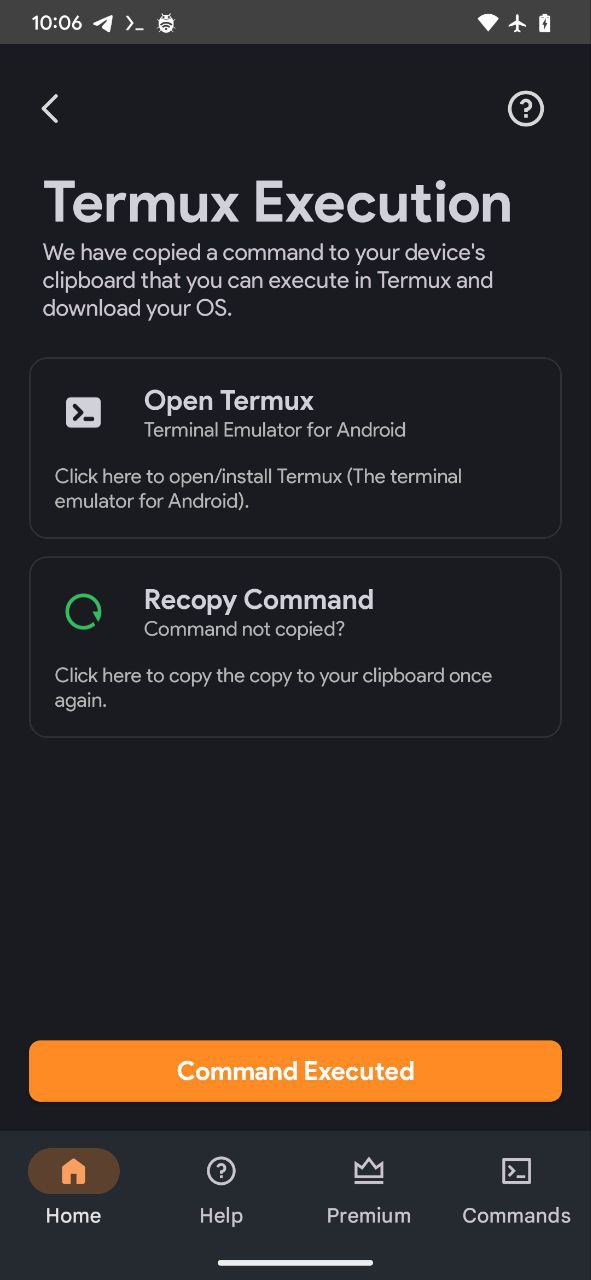 10:06
Termux Execution
We have copied a command to your device's
clipboard that you can execute in Termux and
download your OS.
Open Termux
Terminal Emulator for Android
Click here to open/install Termux (The terminal
emulator for Android).
Recopy Command
Command not copied?
Click here to copy the copy to your clipboard once
again.
Command Executed
Home Help Premium Commands